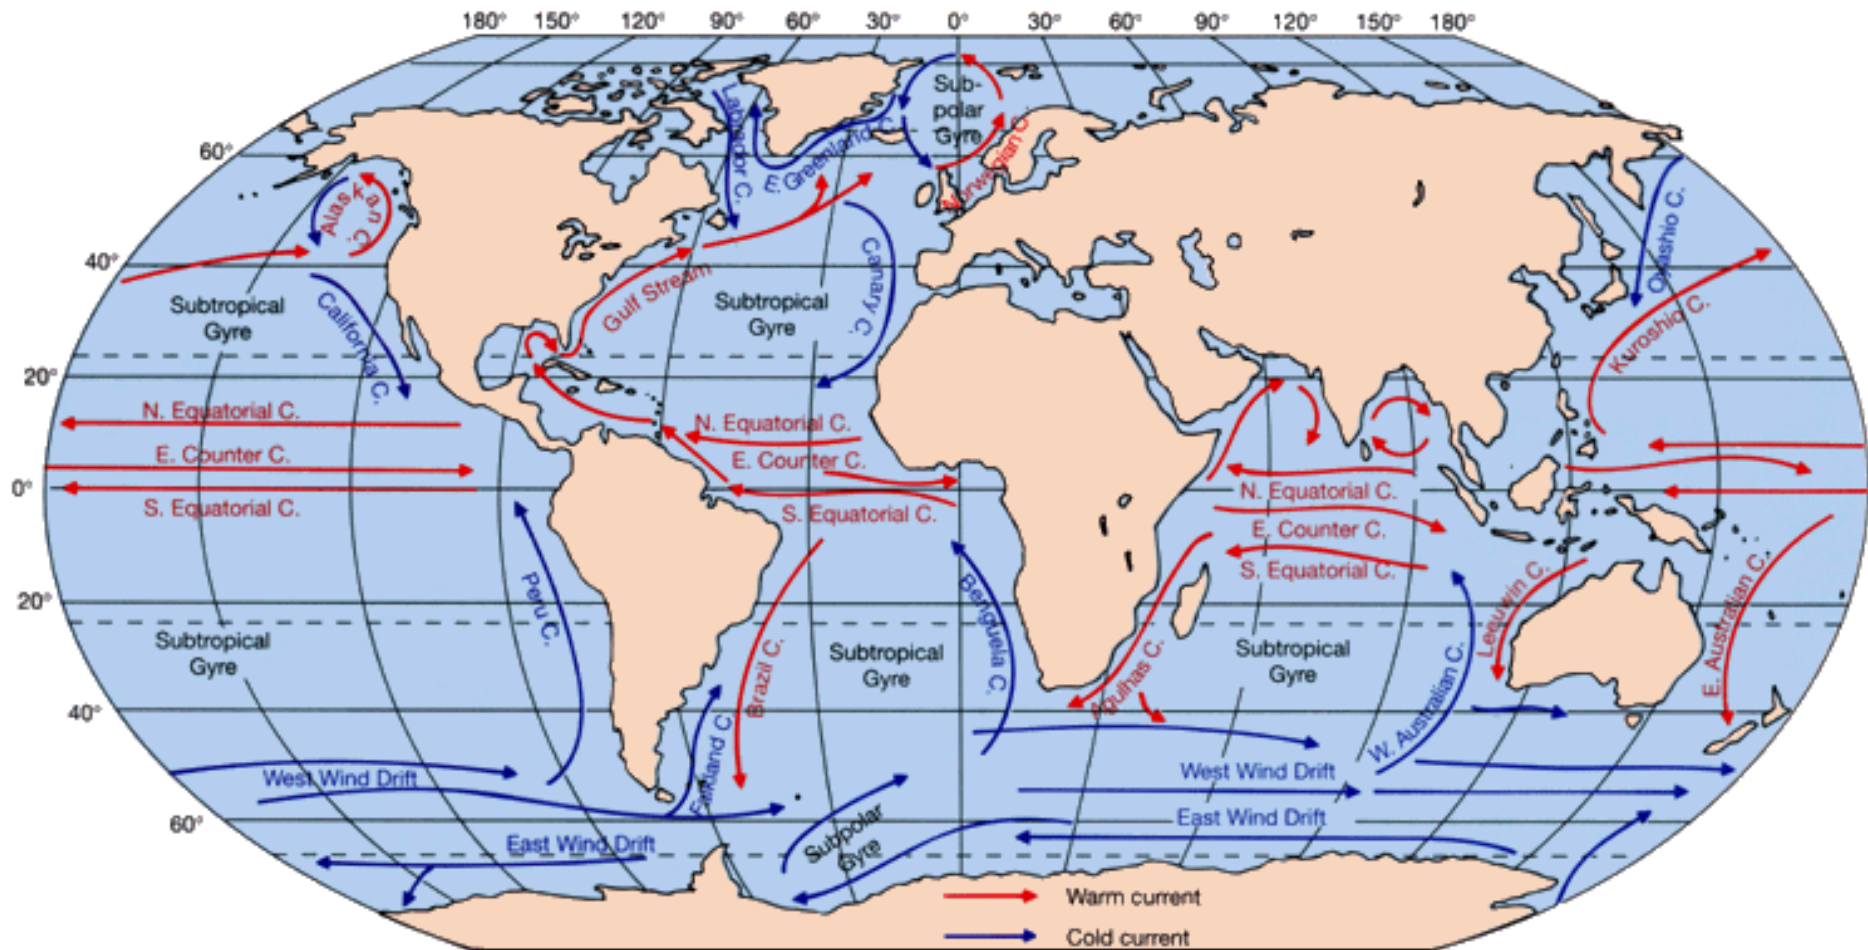 180° 150° 120° 90° 60° 30° 0° 30° 60° 90° 120° 150° 180°
Sub-
polar
Gyre
Labrador C.
E. Greenland C.
Norwegian C.
60°
Alaskan C.
Oyashio C.
40°
Canary C.
Gulf Stream
Subtropical
Gyre
Subtropical
Gyre
California C.
Kuroshio C.
20°
N. Equatorial C.
N. Equatorial C.
E. Counter C.
E. Counter C.
0°
N. Equatorial C.
S. Equatorial C.
S. Equatorial C.
E. Counter C.
S. Equatorial C.
Peru C.
Benguela C.
Leeuwin C.
E. Australian C.
20°
Subtropical
Gyre
Brazil C.
Subtropical
Gyre
Agulhas C.
Subtropical
Gyre
W. Australian C.
40°
Falkland C.
West Wind Drift
West Wind Drift
60°
East Wind Drift
Subpolar
Gyre
East Wind Drift
Warm current
Cold current